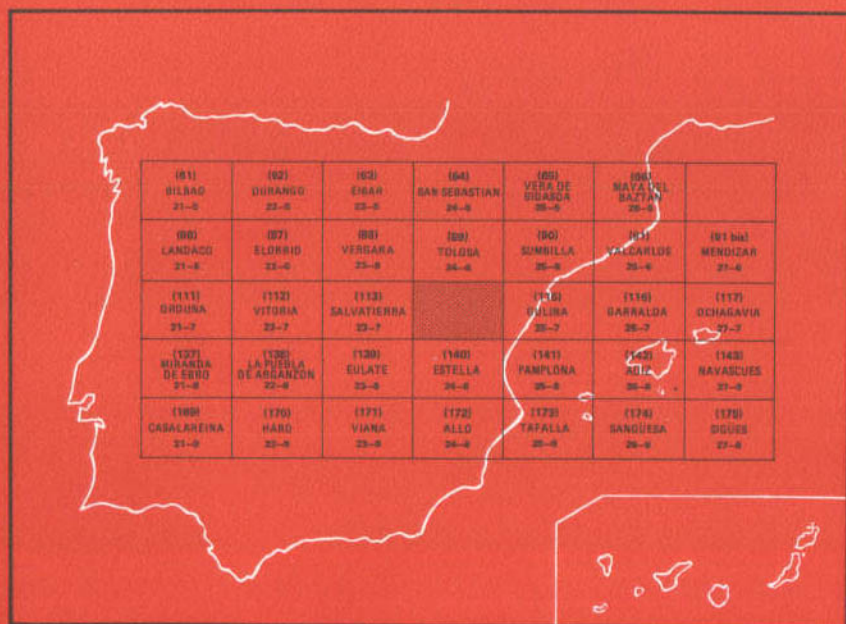 (61)
BILBAO
21–5
(62)
DURANGO
22–5
(63)
EIBAR
23–5
(64)
SAN SEBASTIAN
24–5
(65)
VERA DE
BIDASOA
25–5
(66)
MAYA DEL
BAZTAN
26–5
(86)
LANDACO
21–6
(87)
ELORRIO
22–6
(88)
VERGARA
23–6
(89)
TOLOSA
24–6
(90)
SUMBILLA
25–6
(91)
VALCARLOS
26–6
(91 bis)
MENDIZAR
27–6
(111)
ORDUÑA
21–7
(112)
VITORIA
22–7
(113)
SALVATIERRA
23–7
(115)
GULINA
25–7
(116)
GARRALDA
26–7
(117)
OCHAGAVIA
27–7
(137)
MIRANDA
DE EBRO
21–8
(138)
LA PUEBLA
DE ARGANZON
22–8
(139)
EULATE
23–8
(140)
ESTELLA
24–8
(141)
PAMPLONA
25–8
(142)
AOIZ
26–8
(143)
NAVASCUES
27–8
(169)
CASALAREINA
21–9
(170)
HARO
22–9
(171)
VIANA
23–9
(172)
ALLO
24–9
(173)
TAFALLA
25–9
(174)
SANGÜESA
26–9
(175)
SIGÜES
27–9